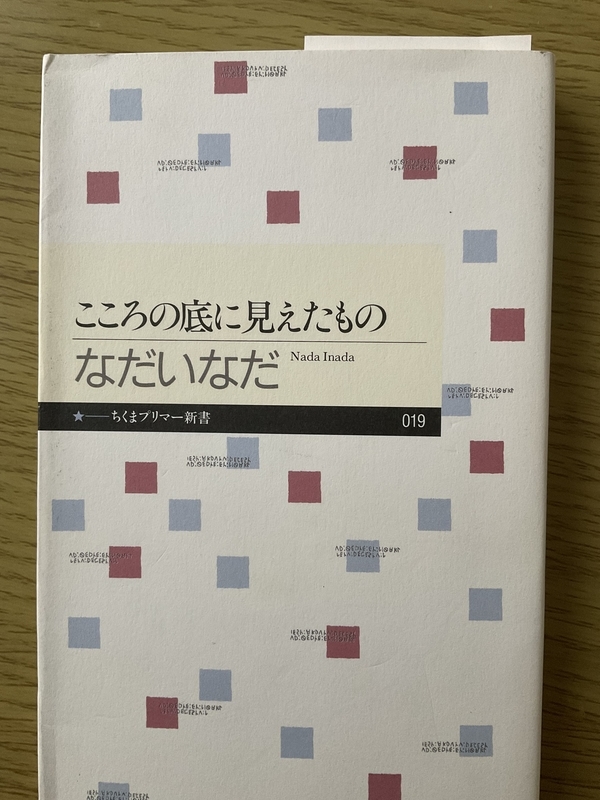 こころの底に見えたもの
なだいなだ Nada Inada
★──ちくまプリマー新書 019